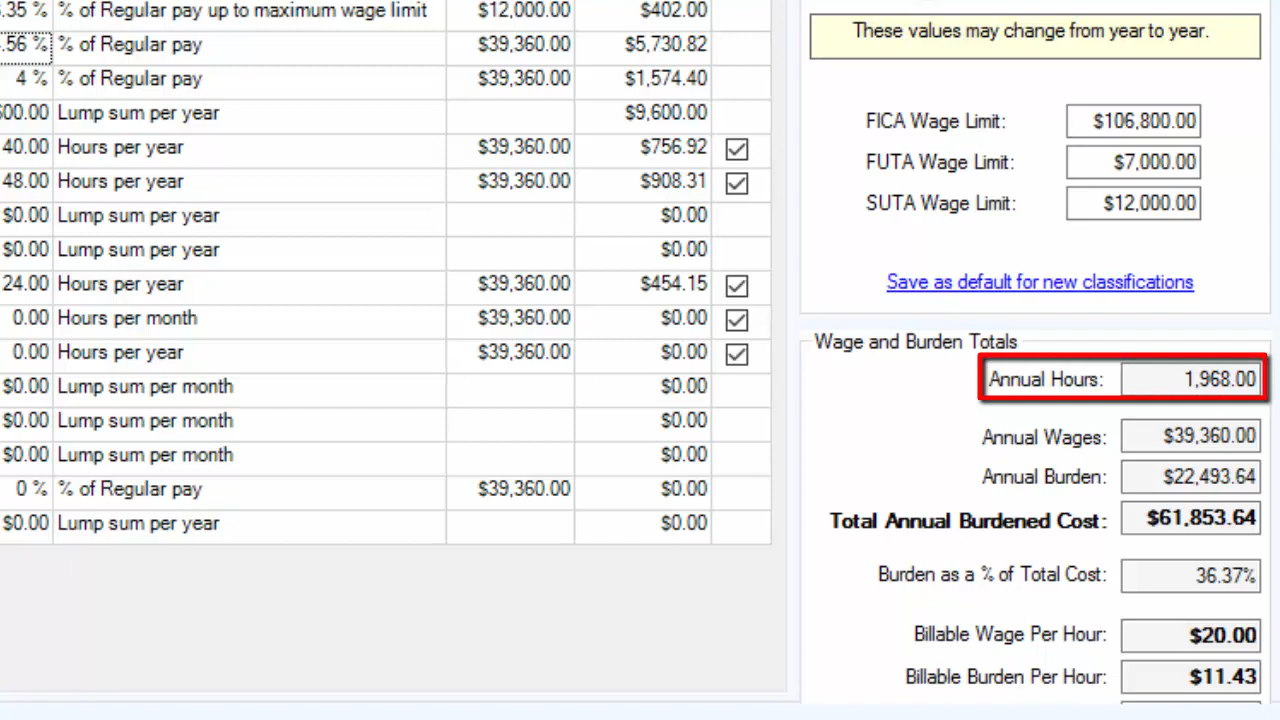 .35 % % of Regular pay up to maximum wage limit $12,000.00 $402.00
.56 % % of Regular pay $39,360.00 $5,730.82
4 % % of Regular pay $39,360.00 $1,574.40
600.00 Lump sum per year $9,600.00
40.00 Hours per year $39,360.00 $756.92
48.00 Hours per year $39,360.00 $908.31
$0.00 Lump sum per year $0.00
$0.00 Lump sum per year $0.00
24.00 Hours per year $39,360.00 $454.15
0.00 Hours per month $39,360.00 $0.00
0.00 Hours per year $39,360.00 $0.00
$0.00 Lump sum per month $0.00
$0.00 Lump sum per month $0.00
$0.00 Lump sum per month $0.00
0 % % of Regular pay $39,360.00 $0.00
$0.00 Lump sum per year $0.00
These values may change from year to year.
FICA Wage Limit: $106,800.00
FUTA Wage Limit: $7,000.00
SUTA Wage Limit: $12,000.00
Save as default for new classifications
Wage and Burden Totals
Annual Hours: 1,968.00
Annual Wages: $39,360.00
Annual Burden: $22,493.64
Total Annual Burdened Cost: $61,853.64
Burden as a % of Total Cost: 36.37%
Billable Wage Per Hour: $20.00
Billable Burden Per Hour: $11.43